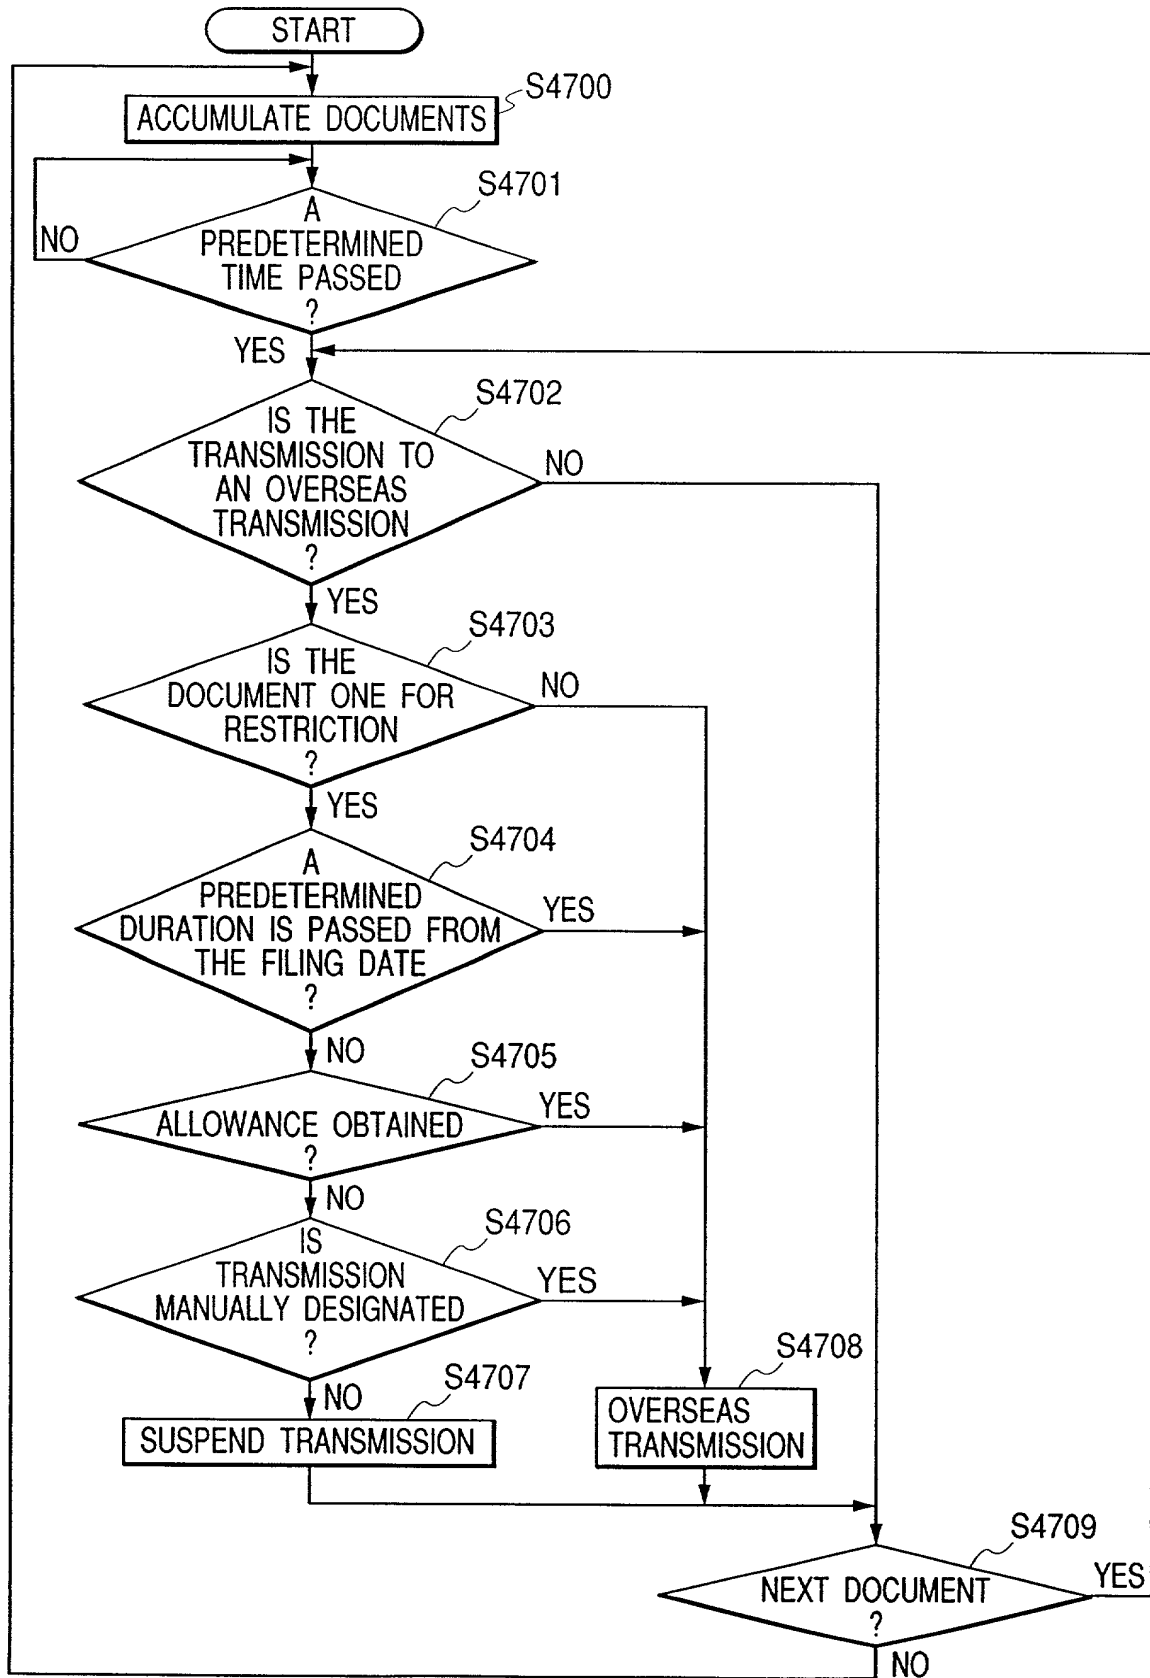 START
S4700
ACCUMULATE DOCUMENTS
S4701
A
PREDETERMINED
TIME PASSED
?
NO
YES
S4702
IS THE
TRANSMISSION TO
AN OVERSEAS
TRANSMISSION
?
NO
YES
S4703
IS THE
DOCUMENT ONE FOR
RESTRICTION
?
NO
YES
S4704
A
PREDETERMINED
DURATION IS PASSED FROM
THE FILING DATE
?
YES
NO
S4705
ALLOWANCE OBTAINED
?
YES
NO
S4706
IS
TRANSMISSION
MANUALLY DESIGNATED
?
YES
NO
S4707
SUSPEND TRANSMISSION
S4708
OVERSEAS
TRANSMISSION
S4709
NEXT DOCUMENT
?
YES
NO